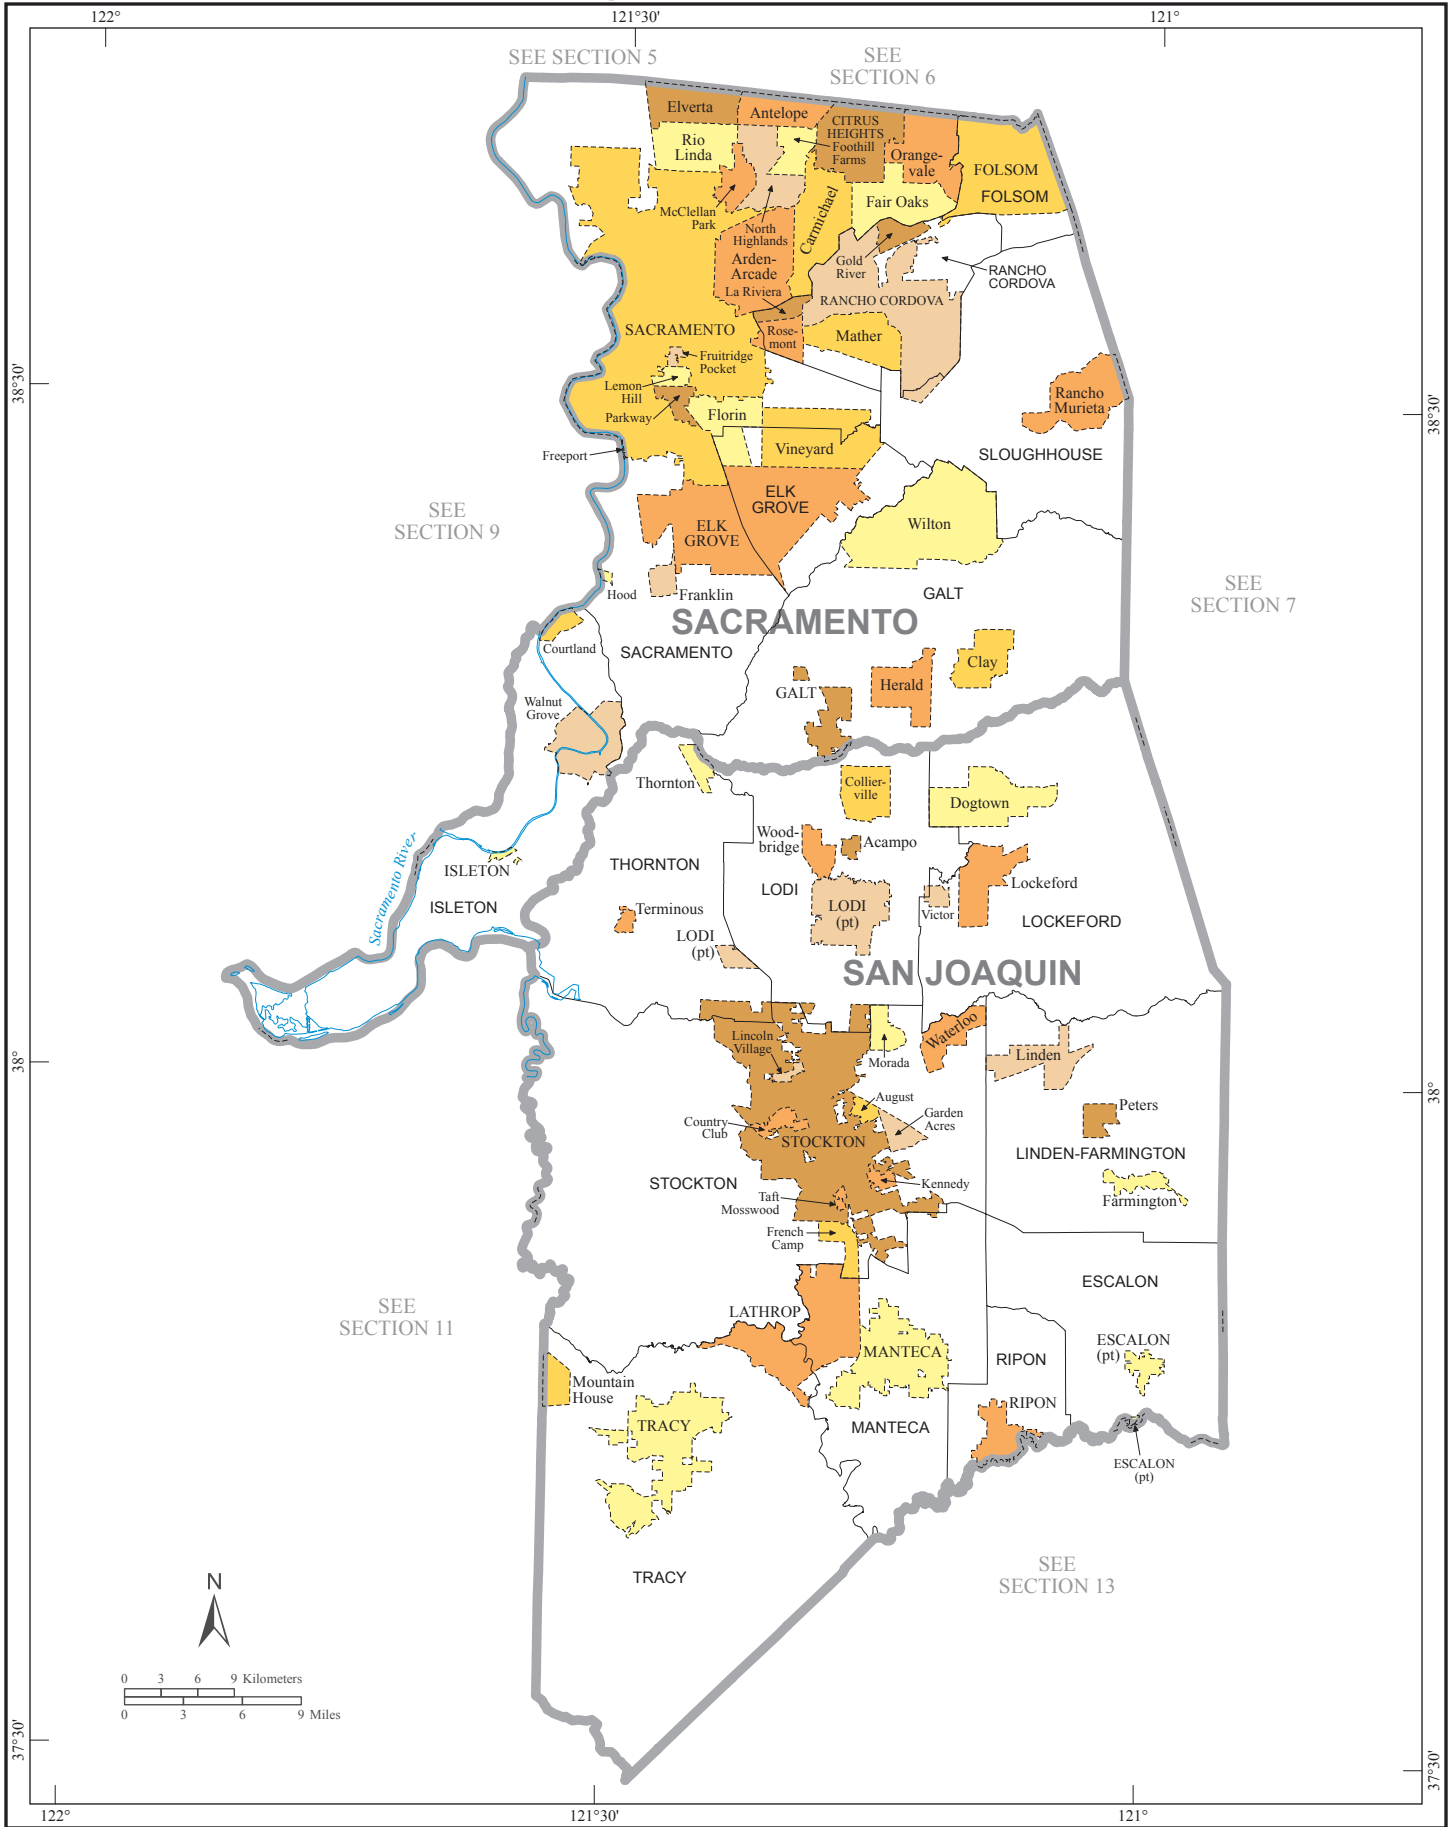 122°
121°30'
121°
SEE SECTION 5
SEE
SECTION 6
Elverta
Antelope
CITRUS
HEIGHTS
Foothill
Farms
Rio
Linda
Orange-
vale
FOLSOM
FOLSOM
McClellan
Park
North
Highlands
Carmichael
Fair Oaks
Arden-
Arcade
Gold
River
RANCHO
CORDOVA
La Riviera
RANCHO CORDOVA
SACRAMENTO
Rose-
mont
Mather
Fruitridge
Pocket
38°30'
38°30'
Lemon
Hill
Parkway
Florin
Rancho
Murieta
Freeport
Vineyard
SLOUGHHOUSE
SEE
SECTION 9
ELK
GROVE
ELK
GROVE
Wilton
SEE
SECTION 7
Hood
Franklin
GALT
SACRAMENTO
Courtland
SACRAMENTO
Clay
Herald
GALT
Walnut
Grove
Thornton
Collier-
ville
Dogtown
Wood-
bridge
Acampo
Sacramento River
ISLETON
THORNTON
ISLETON
LODI
Lockeford
Terminous
LODI
(pt)
Victor
LOCKEFORD
LODI
(pt)
SAN JOAQUIN
Lincoln
Village
Morada
Waterloo
Linden
38°
38°
August
Garden
Acres
Peters
Country
Club
STOCKTON
LINDEN-FARMINGTON
STOCKTON
Kennedy
Taft
Mosswood
Farmington
French
Camp
ESCALON
SEE
SECTION 11
LATHROP
MANTECA
RIPON
ESCALON
(pt)
Mountain
House
RIPON
TRACY
MANTECA
ESCALON
(pt)
SEE
SECTION 13
TRACY
N
0 3 6 9 Kilometers
0 3 6 9 Miles
37°30'
37°30'
122°
121°30'
121°